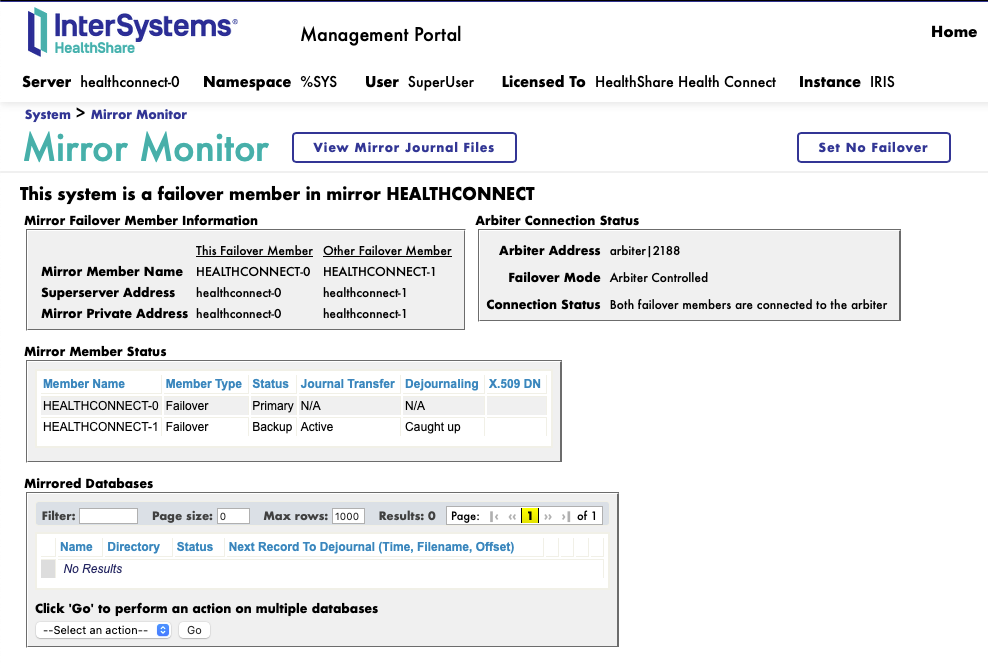 InterSystems®
HealthShare
Management Portal
Home
Server healthconnect-0 Namespace %SYS User SuperUser Licensed To HealthShare Health Connect Instance IRIS
System > Mirror Monitor
Mirror Monitor
View Mirror Journal Files
Set No Failover
This system is a failover member in mirror HEALTHCONNECT
Mirror Failover Member Information
This Failover Member Other Failover Member
Mirror Member Name HEALTHCONNECT-0 HEALTHCONNECT-1
Superserver Address healthconnect-0 healthconnect-1
Mirror Private Address healthconnect-0 healthconnect-1
Arbiter Connection Status
Arbiter Address arbiter|2188
Failover Mode Arbiter Controlled
Connection Status Both failover members are connected to the arbiter
Mirror Member Status
Member Name Member Type Status Journal Transfer Dejournaling X.509 DN
HEALTHCONNECT-0 Failover Primary N/A N/A
HEALTHCONNECT-1 Failover Backup Active Caught up
Mirrored Databases
Filter: Page size: 0 Max rows: 1000 Results: 0 Page: |‹ ‹‹ 1 ›› ›| of 1
Name Directory Status Next Record To Dejournal (Time, Filename, Offset)
No Results
Click 'Go' to perform an action on multiple databases
--Select an action-- Go